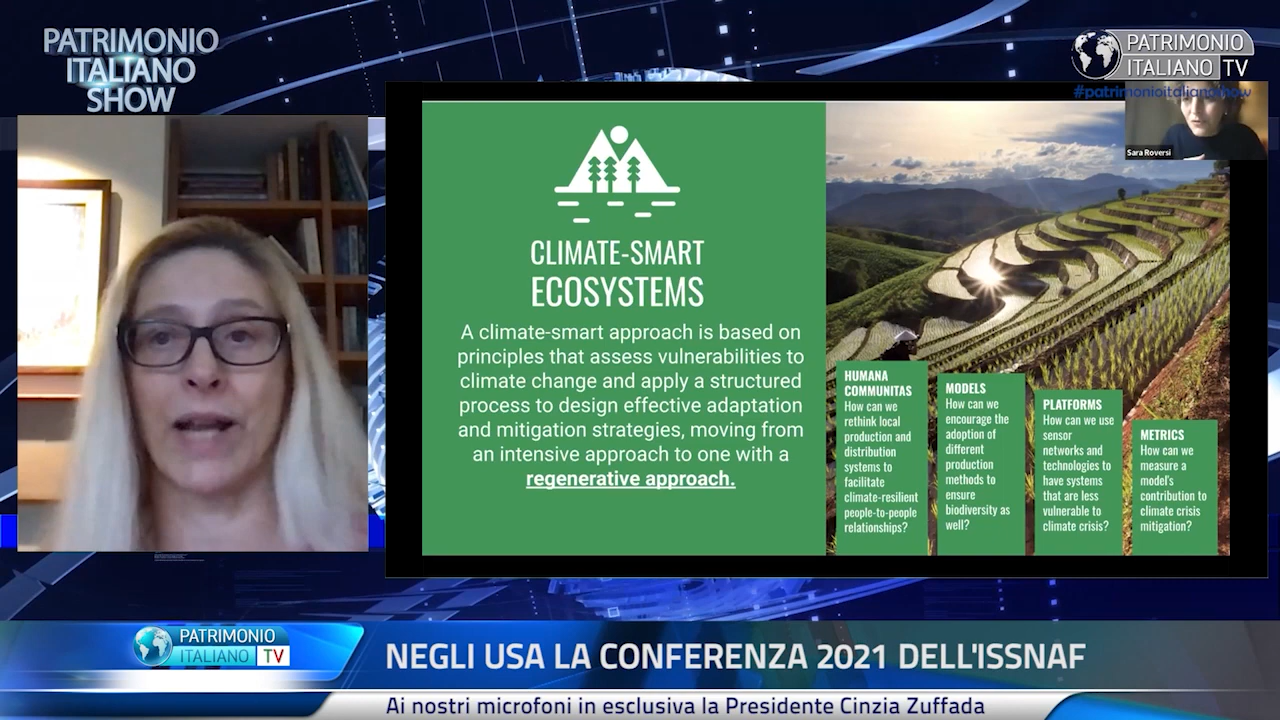 PATRIMONIO
ITALIANO
SHOW
PATRIMONIO
ITALIANO TV
#patrimonioitalianoshow
Sara Roversi
CLIMATE-SMART
ECOSYSTEMS
A climate-smart approach is based on
principles that assess vulnerabilities to
climate change and apply a structured
process to design effective adaptation
and mitigation strategies, moving from
an intensive approach to one with a
regenerative approach.
HUMANA
COMMUNITAS
How can we
rethink local
production and
distribution
systems to
facilitate
climate-resilient
people-to-people
relationships?
MODELS
How can we
encourage the
adoption of
different
production
methods to
ensure
biodiversity as
well?
PLATFORMS
How can we use
sensor
networks and
technologies to
have systems
that are less
vulnerable to
climate crisis?
METRICS
How can we
measure a
model's
contribution to
climate crisis
mitigation?
PATRIMONIO
ITALIANO TV
NEGLI USA LA CONFERENZA 2021 DELL'ISSNAF
Ai nostri microfoni in esclusiva la Presidente Cinzia Zuffada